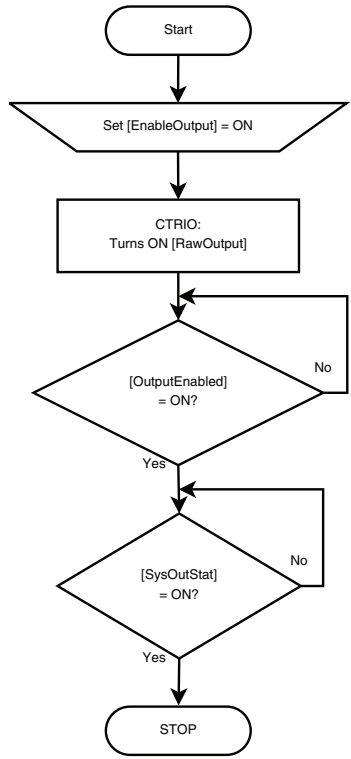 Start
Set [EnableOutput] = ON
CTRIO:
Turns ON [RawOutput]
[OutputEnabled]
= ON?
No
Yes
[SysOutStat]
= ON?
No
Yes
STOP